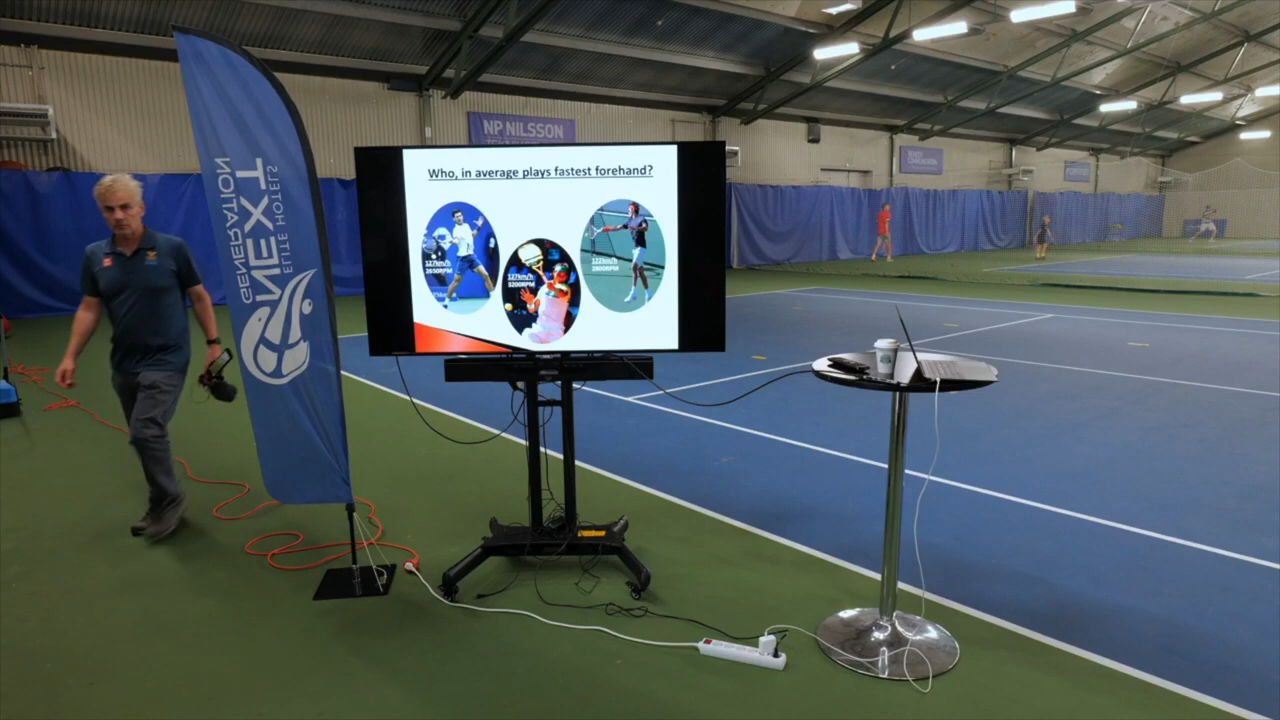 NP NILSSON
Who, in average plays fastest forehand?
127km/h
2650RPM
127km/h
3200RPM
122km/h
2800RPM
GENERATION
NEXT
ELITE HOTELS